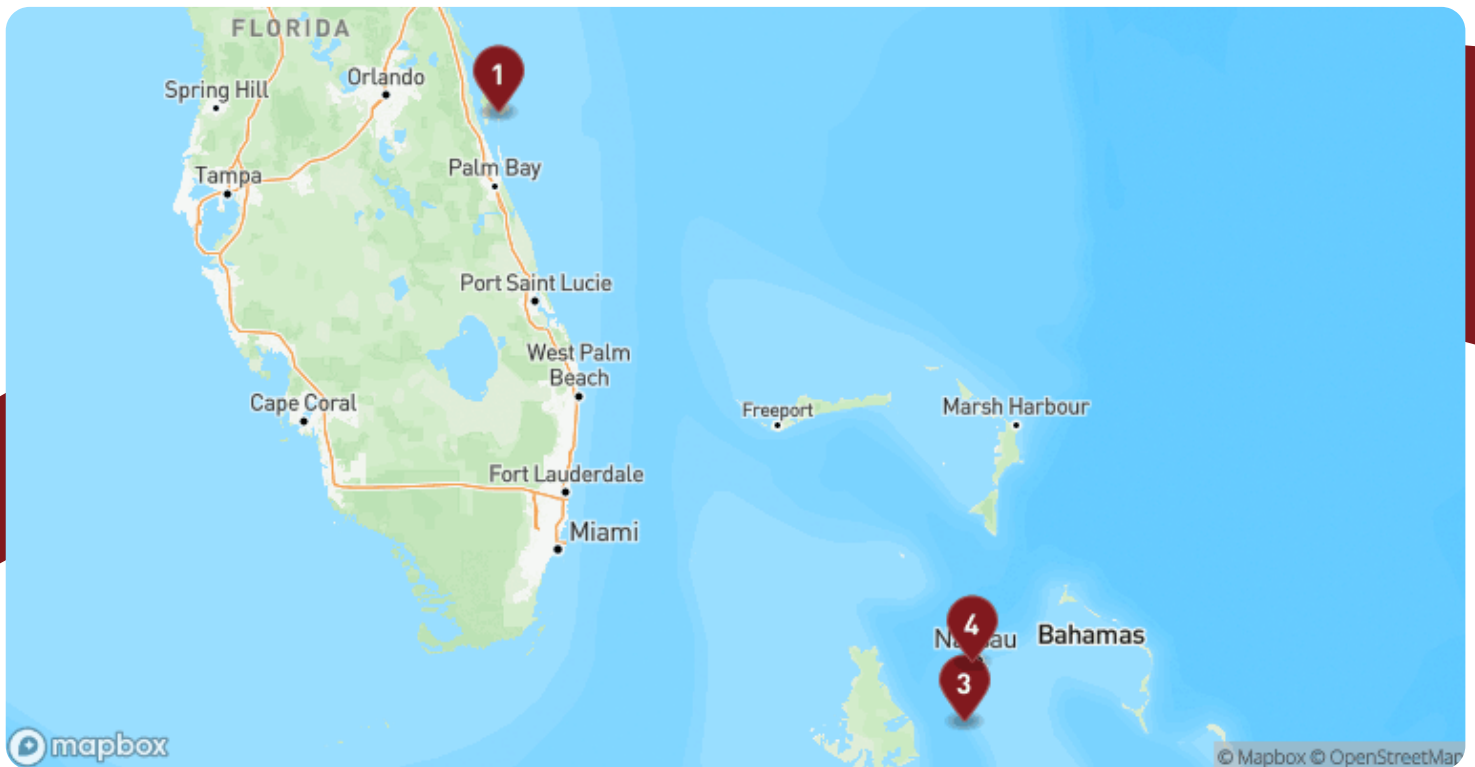 FLORIDA
1
Orlando
Spring Hill
Palm Bay
Tampa
Port Saint Lucie
West Palm
Beach
Cape Coral
Freeport
Marsh Harbour
Fort Lauderdale
Miami
4
Bahamas
3
mapbox
© Mapbox © OpenStreetMap